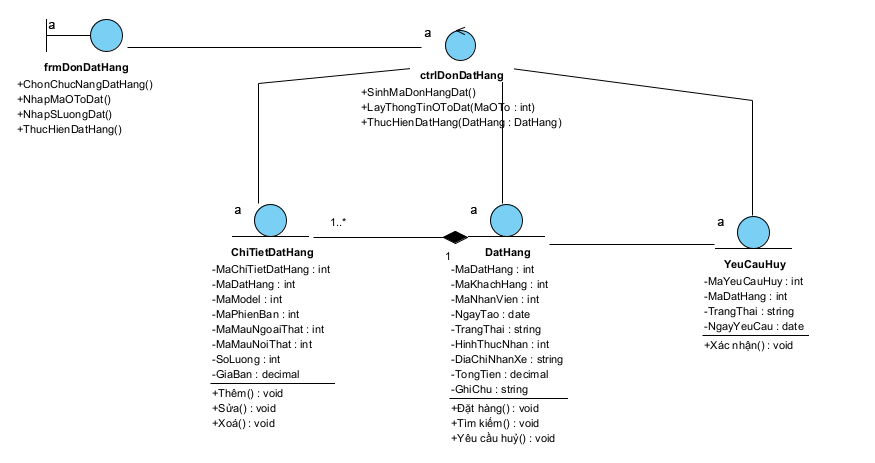 a
frmDonDatHang
+ChonChucNangDatHang()
+NhapMaOToDat()
+NhapSLuongDat()
+ThucHienDatHang()
a
ctrlDonDatHang
+SinhMaDonHangDat()
+LayThongTinOToDat(MaOTo : int)
+ThucHienDatHang(DatHang : DatHang)
a
ChiTietDatHang
-MaChiTietDatHang : int
-MaDatHang : int
-MaModel : int
-MaPhienBan : int
-MaMauNgoaiThat : int
-MaMauNoiThat : int
-SoLuong : int
-GiaBan : decimal
+Thêm() : void
+Sửa() : void
+Xoá() : void
1..*
1
a
DatHang
-MaDatHang : int
-MaKhachHang : int
-MaNhanVien : int
-NgayTao : date
-TrangThai : string
-HinhThucNhan : int
-DiaChiNhanXe : string
-TongTien : decimal
-GhiChu : string
+Đặt hàng() : void
+Tìm kiếm() : void
+Yêu cầu huỷ() : void
a
YeuCauHuy
-MaYeuCauHuy : int
-MaDatHang : int
-TrangThai : string
-NgayYeuCau : date
+Xác nhận() : void